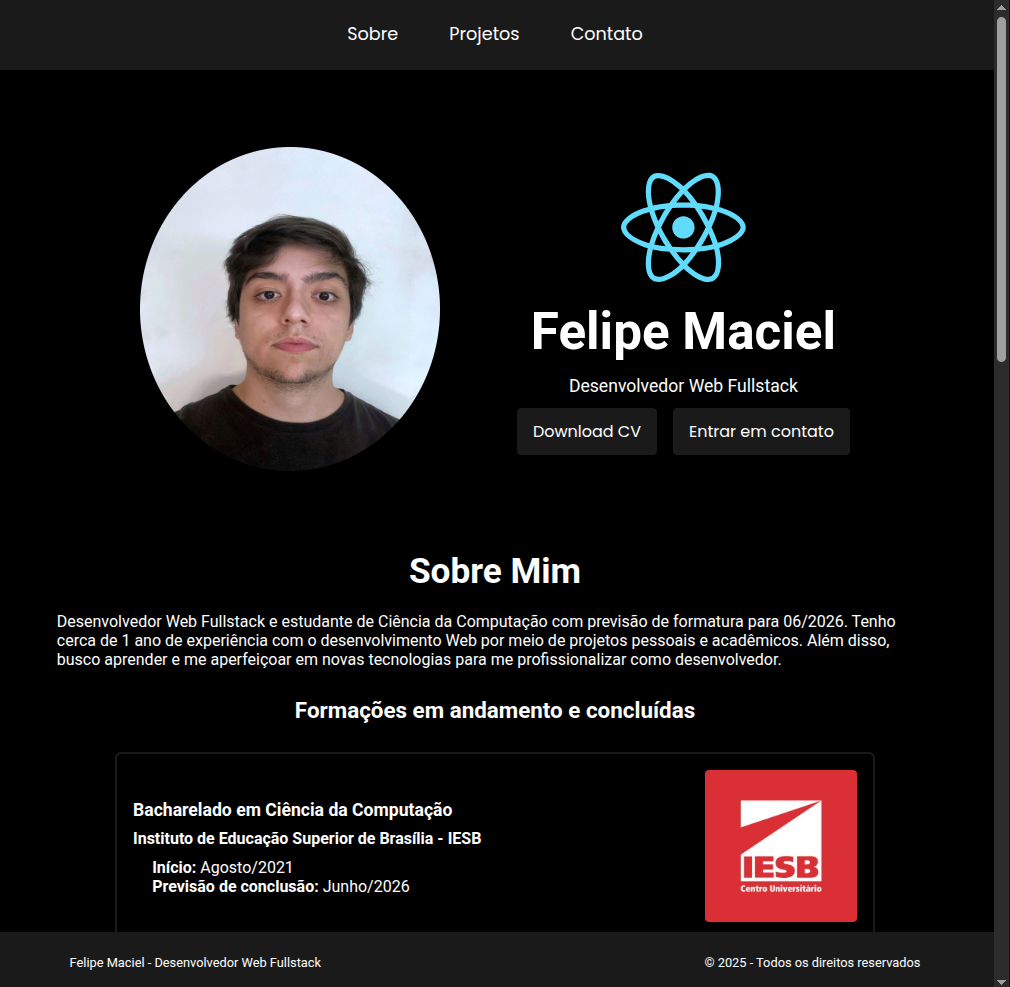 Sobre Projetos Contato
Felipe Maciel
Desenvolvedor Web Fullstack
Download CV Entrar em contato
Sobre Mim
Desenvolvedor Web Fullstack e estudante de Ciência da Computação com previsão de formatura para 06/2026. Tenho
cerca de 1 ano de experiência com o desenvolvimento Web por meio de projetos pessoais e acadêmicos. Além disso,
busco aprender e me aperfeiçoar em novas tecnologias para me profissionalizar como desenvolvedor.
Formações em andamento e concluídas
Bacharelado em Ciência da Computação
Instituto de Educação Superior de Brasília - IESB
Início: Agosto/2021
Previsão de conclusão: Junho/2026
IESB
Centro Universitário
Felipe Maciel - Desenvolvedor Web Fullstack
© 2025 - Todos os direitos reservados